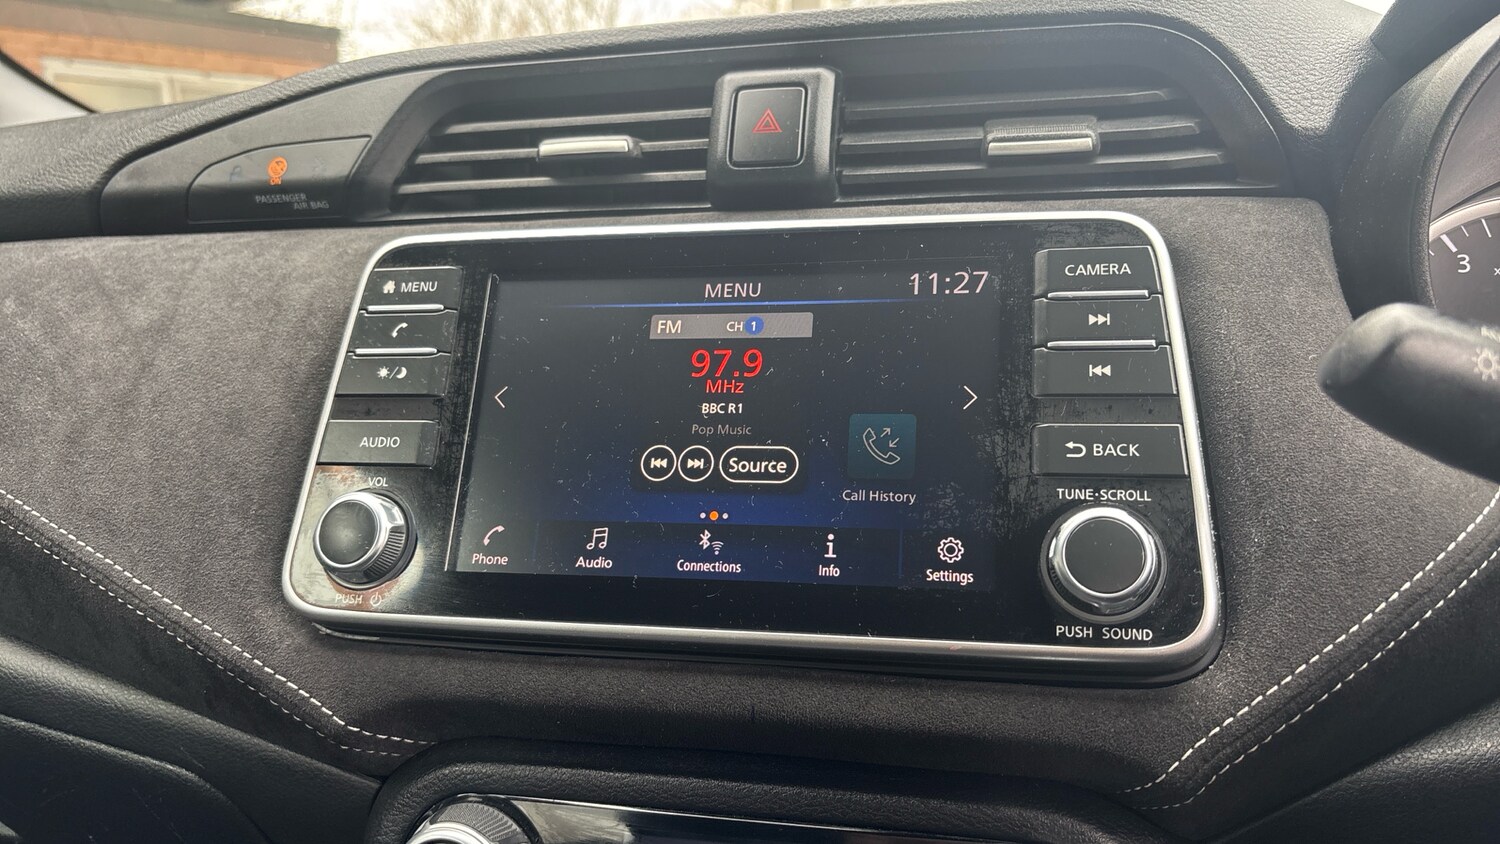 ON
PASSENGER
AIR BAG
MENU
AUDIO
VOL
PUSH
MENU
11:27
FM CH 1
97.9
MHz
BBC R1
Pop Music
Source
Call History
Phone
Audio
Connections
Info
Settings
CAMERA
BACK
TUNE·SCROLL
PUSH SOUND
3